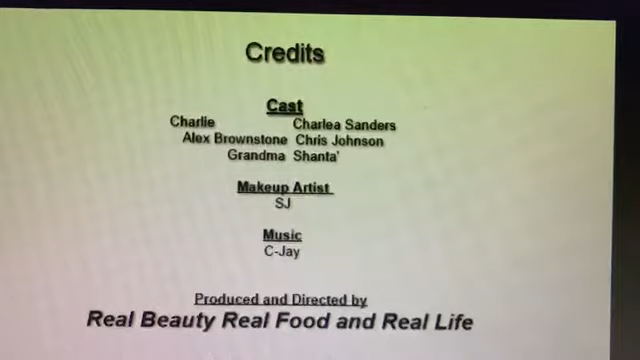 Credits
Cast
Charlie Charlea Sanders
Alex Brownstone Chris Johnson
Grandma Shanta'
Makeup Artist
SJ
Music
C-Jay
Produced and Directed by
Real Beauty Real Food and Real Life